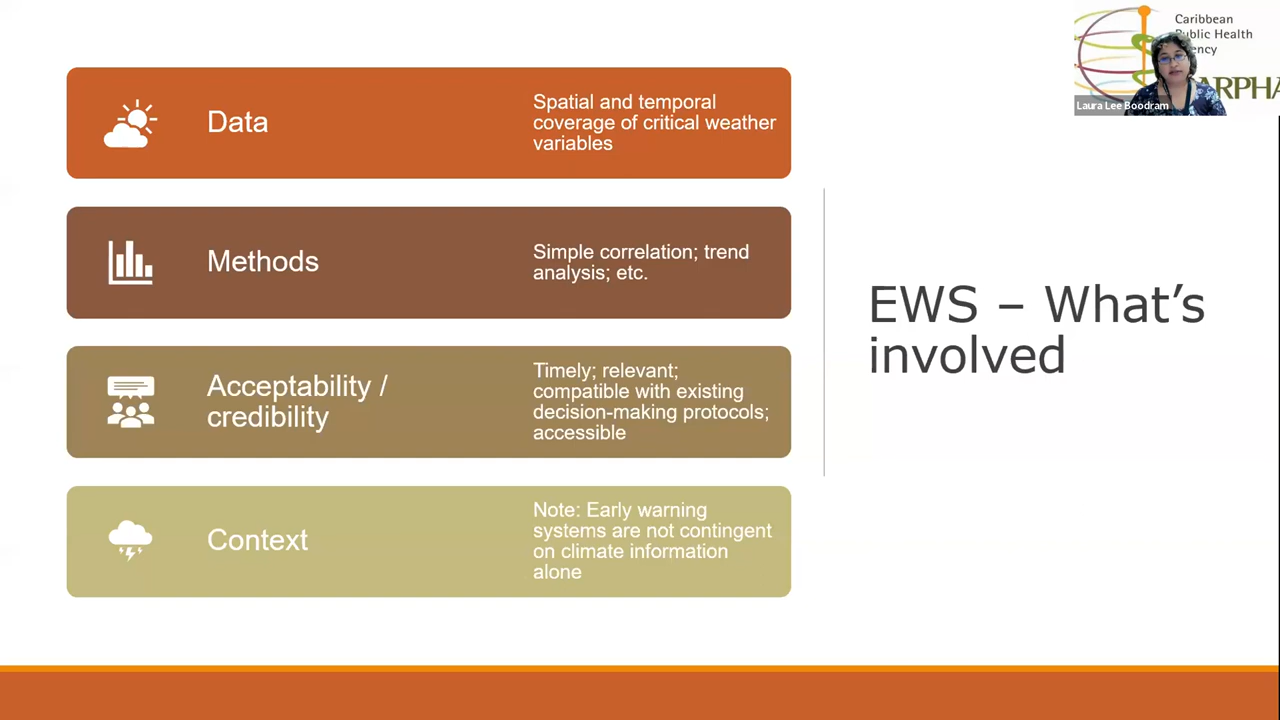 Data
Spatial and temporal
coverage of critical weather
variables
Methods
Simple correlation; trend
analysis; etc.
Acceptability /
credibility
Timely; relevant;
compatible with existing
decision-making protocols;
accessible
Context
Note: Early warning
systems are not contingent
on climate information
alone
EWS – What’s
involved
Caribbean
Public Health
Laura Lee Boodram